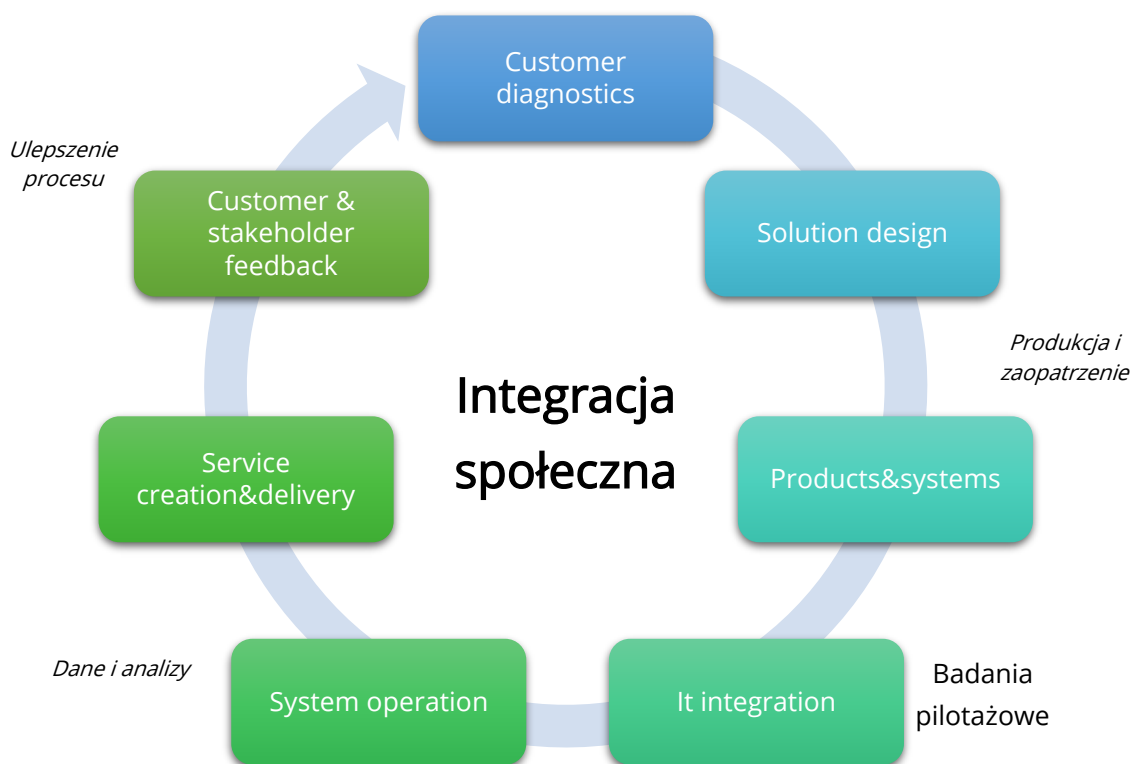 Customer
diagnostics
Ulepszenie
procesu
Customer &
stakeholder
feedback
Solution design
Produkcja i
zaopatrzenie
Integracja
społeczna
Service
creation&delivery
Products&systems
Dane i analizy
System operation
It integration
Badania
pilotażowe